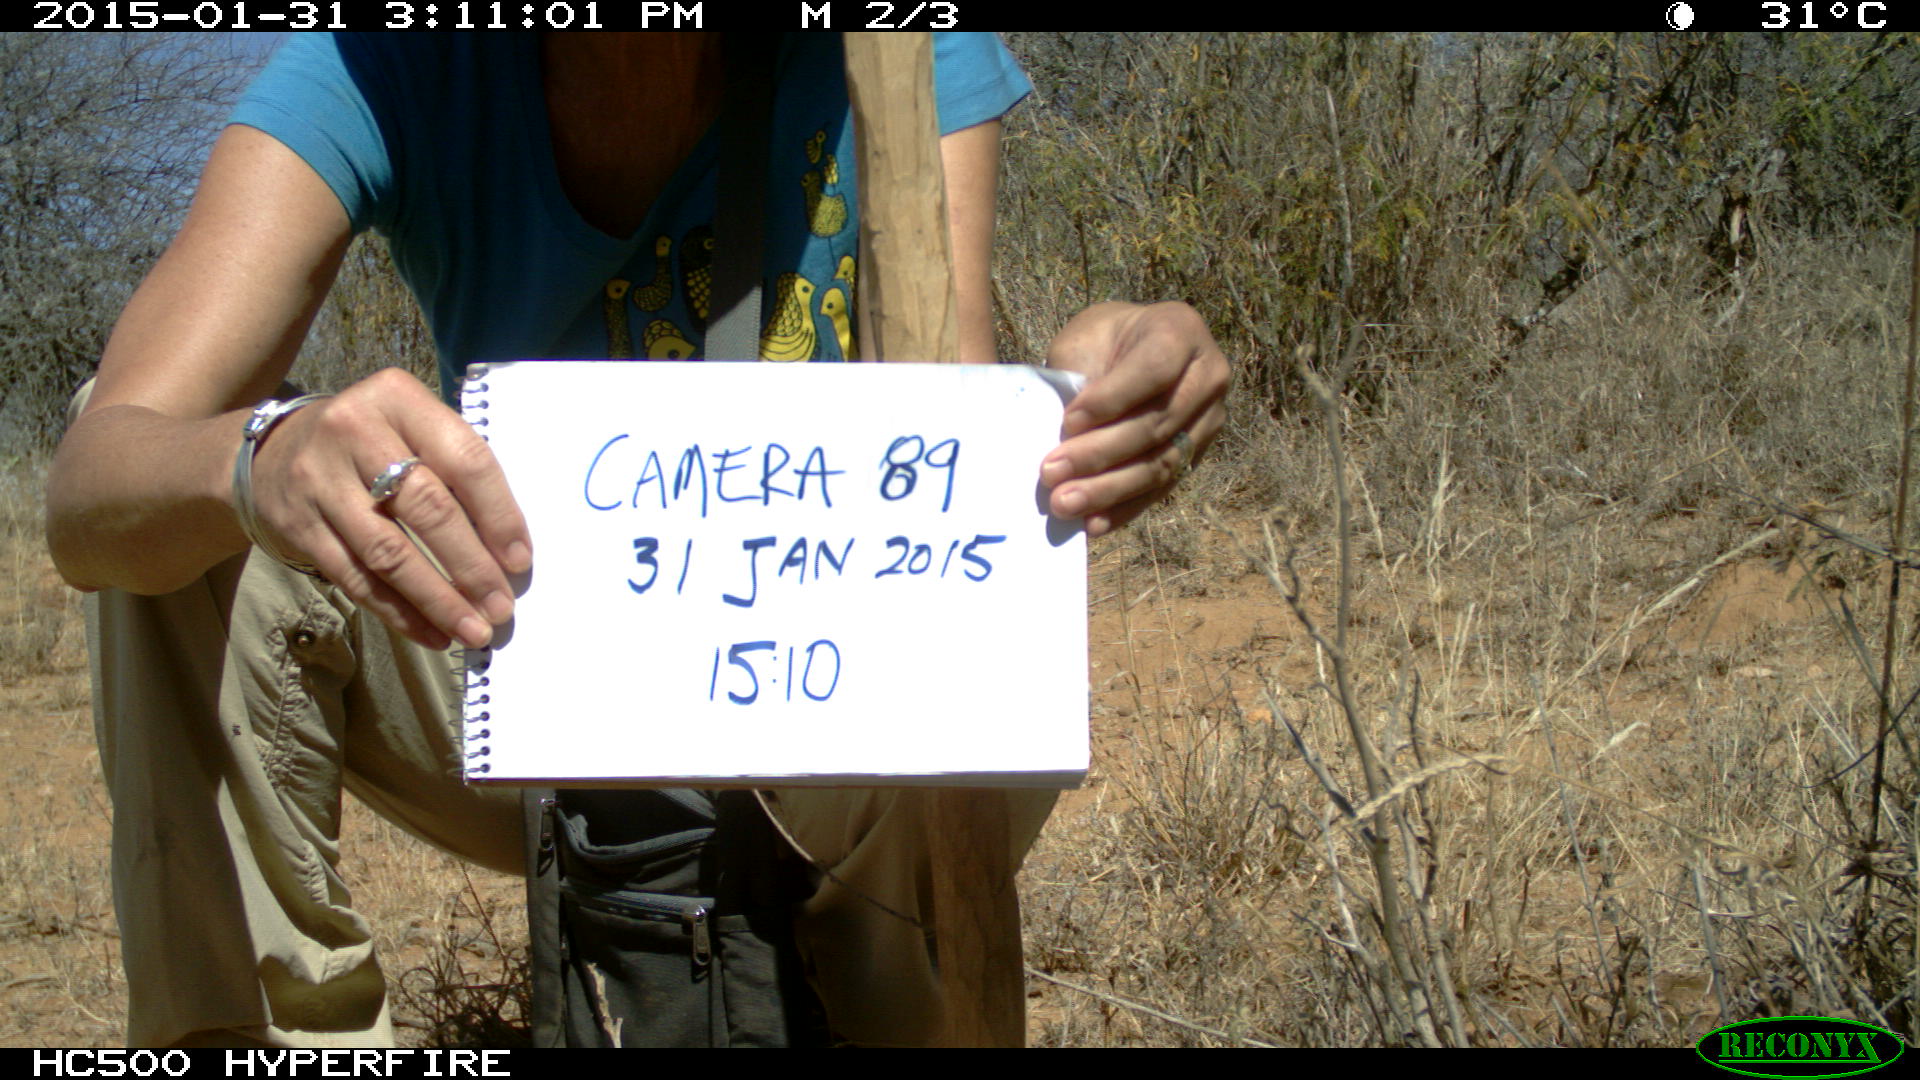 2015-01-31 3:11:01 PM M 2/3 31°C
CAMERA 89
31 JAN 2015
15:10
HC500 HYPERFIRE
RECONYX